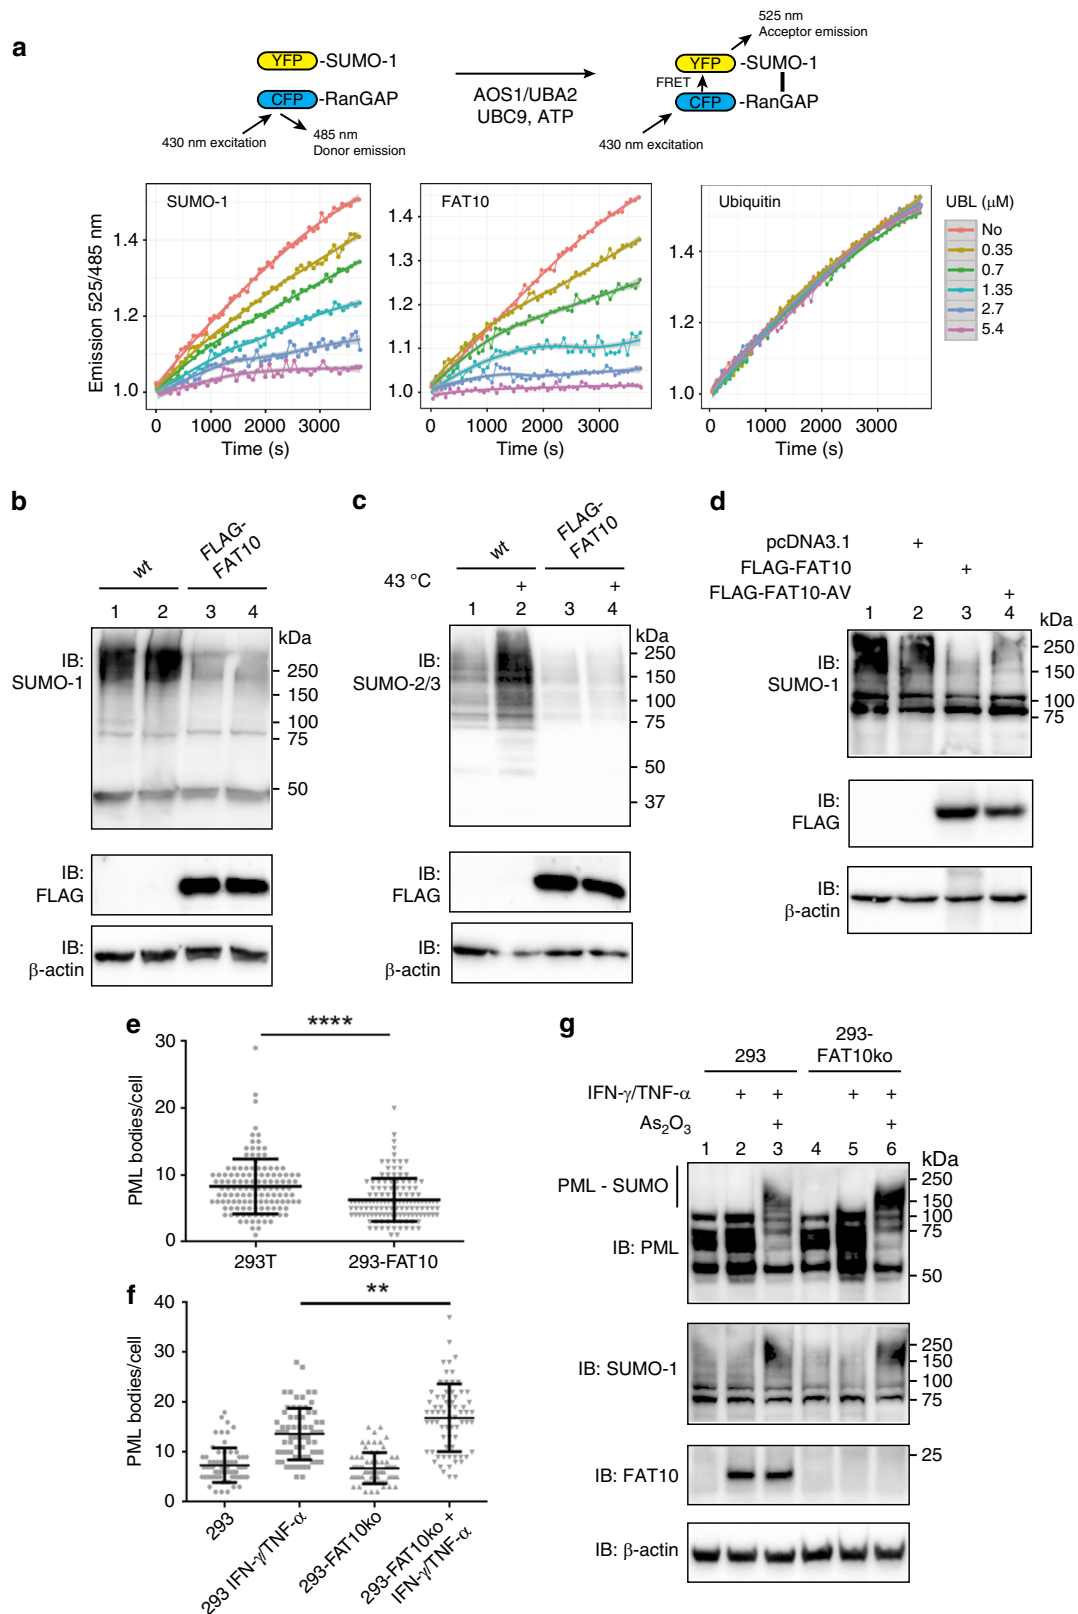 a
YFP -SUMO-1
CFP -RanGAP
430 nm excitation
485 nm
Donor emission
AOS1/UBA2
UBC9, ATP
525 nm
Acceptor emission
YFP -SUMO-1
FRET
CFP -RanGAP
430 nm excitation
Emission 525/485 nm
SUMO-1
1.4
1.2
1.0
0 1000 2000 3000
Time (s)
FAT10
1.4
1.3
1.2
1.1
1.0
0 1000 2000 3000
Time (s)
Ubiquitin
1.4
1.2
1.0
0 1000 2000 3000
Time (s)
UBL (μM)
No
0.35
0.7
1.35
2.7
5.4
b
wt
FLAG-
FAT10
1 2 3 4
kDa
IB:
SUMO-1
250
150
100
75
50
IB:
FLAG
IB:
β-actin
c
wt
FLAG-
FAT10
43 °C + +
1 2 3 4
kDa
IB:
SUMO-2/3
250
150
100
75
50
37
IB:
FLAG
IB:
β-actin
d
pcDNA3.1 +
FLAG-FAT10 +
FLAG-FAT10-AV +
1 2 3 4
kDa
IB:
SUMO-1
250
150
100
75
IB:
FLAG
IB:
β-actin
e
PML bodies/cell
30
20
10
0
****
293T 293-FAT10
f
PML bodies/cell
40
30
20
10
0
**
293
293 IFN-γ/TNF-α
293-FAT10ko
293-FAT10ko +
IFN-γ/TNF-α
g
293
293-
FAT10ko
IFN-γ/TNF-α + + + +
As₂O₃ + +
1 2 3 4 5 6
kDa
PML - SUMO
IB: PML
250
150
100
75
50
IB: SUMO-1
250
150
100
75
IB: FAT10
25
IB: β-actin